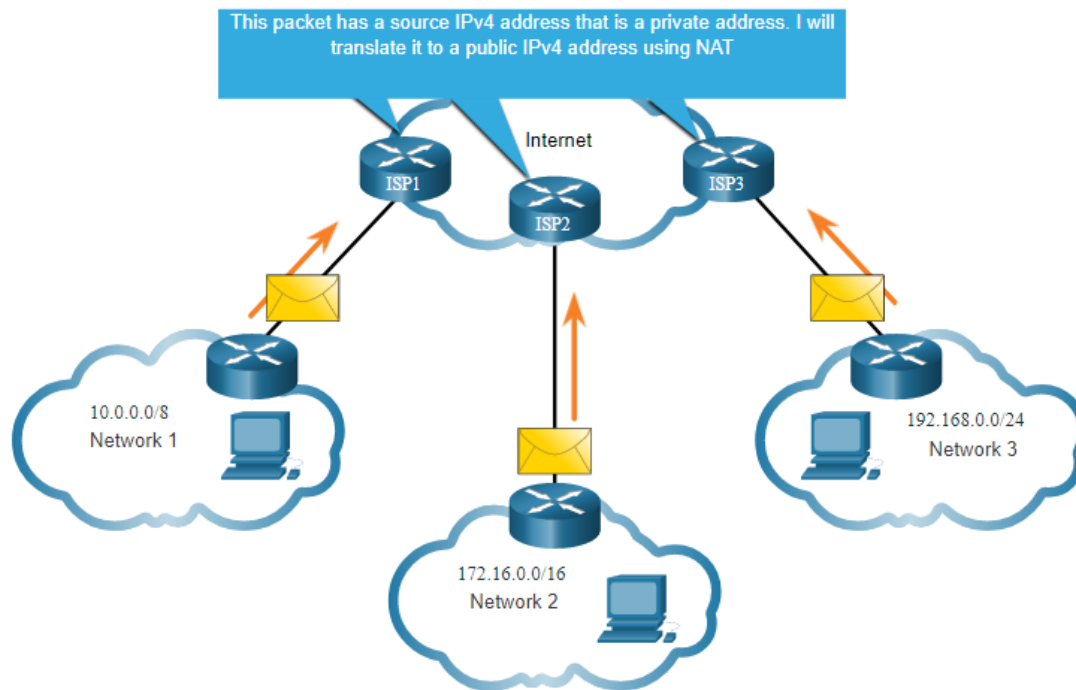 This packet has a source IPv4 address that is a private address. I will
translate it to a public IPv4 address using NAT
Internet
ISP1
ISP2
ISP3
10.0.0.0/8
Network 1
172.16.0.0/16
Network 2
192.168.0.0/24
Network 3